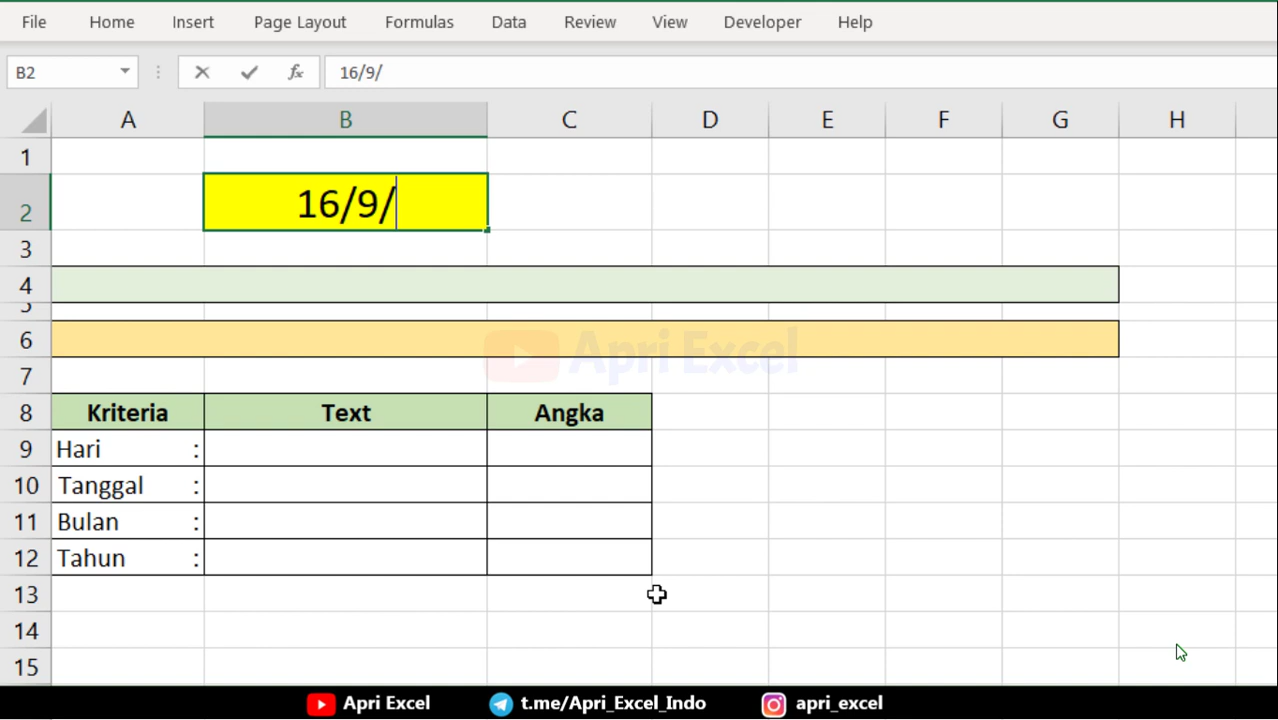 File Home Insert Page Layout Formulas Data Review View Developer Help
B2 fx 16/9/
A B C D E F G H
1
2 16/9/
3
4
5
6
Apri Excel
7
8 Kriteria Text Angka
9 Hari :
10 Tanggal :
11 Bulan :
12 Tahun :
13
14
15
Apri Excel t.me/Apri_Excel_Indo apri_excel